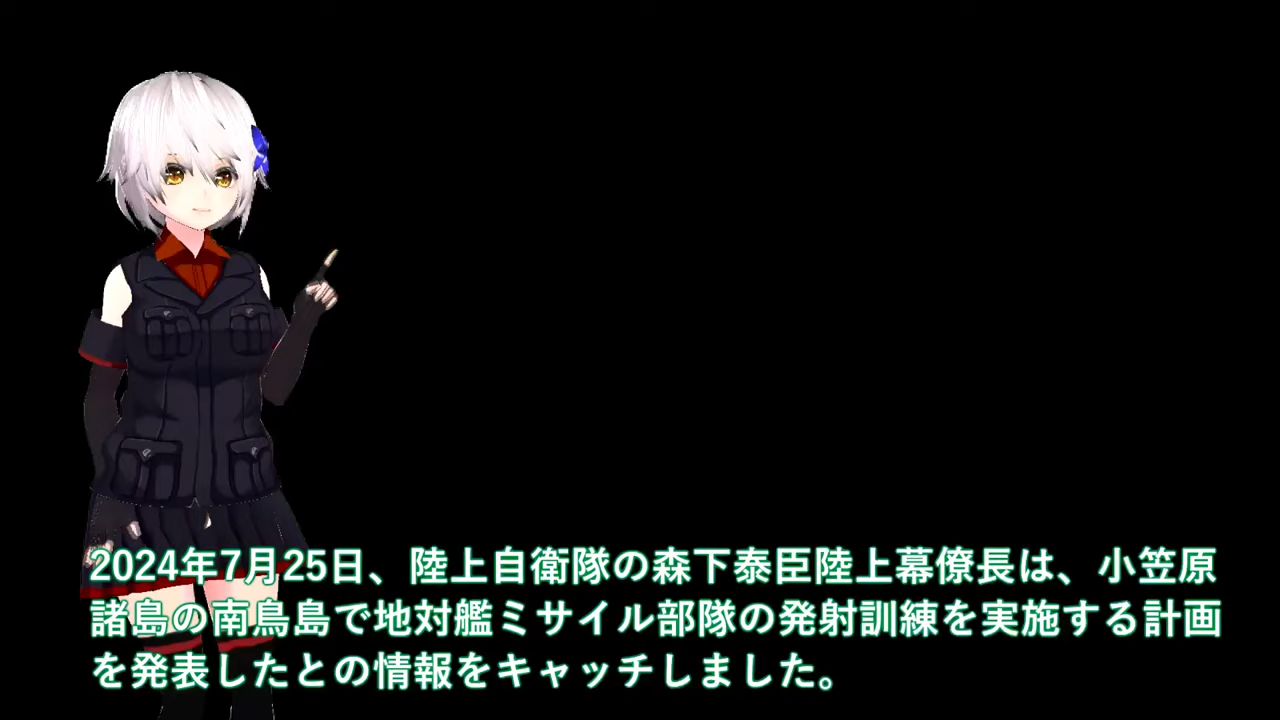 2024年7月25日、陸上自衛隊の森下泰臣陸上幕僚長は、小笠原
諸島の南鳥島で地対艦ミサイル部隊の発射訓練を実施する計画
を発表したとの情報をキャッチしました。